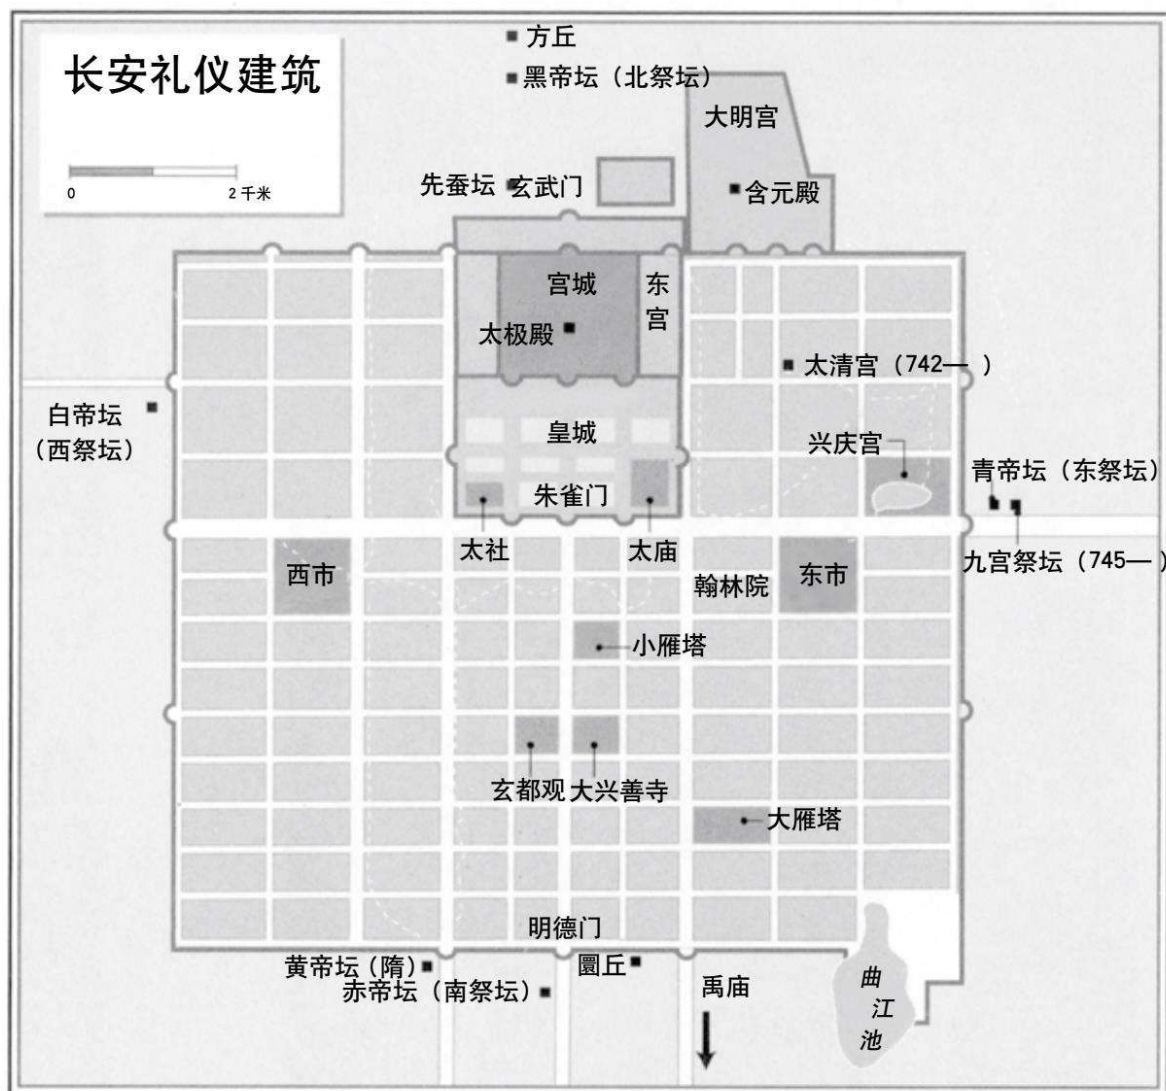 长安礼仪建筑
0
2 千米
方丘
黑帝坛（北祭坛）
大明宫
先蚕坛
玄武门
含元殿
宫城
东宫
太极殿
太清宫（742— ）
白帝坛
（西祭坛）
皇城
兴庆宫
青帝坛（东祭坛）
朱雀门
太社
太庙
九宫祭坛（745— ）
西市
翰林院
东市
小雁塔
玄都观
大兴善寺
大雁塔
明德门
黄帝坛（隋）
圜丘
赤帝坛（南祭坛）
禹庙
曲江池